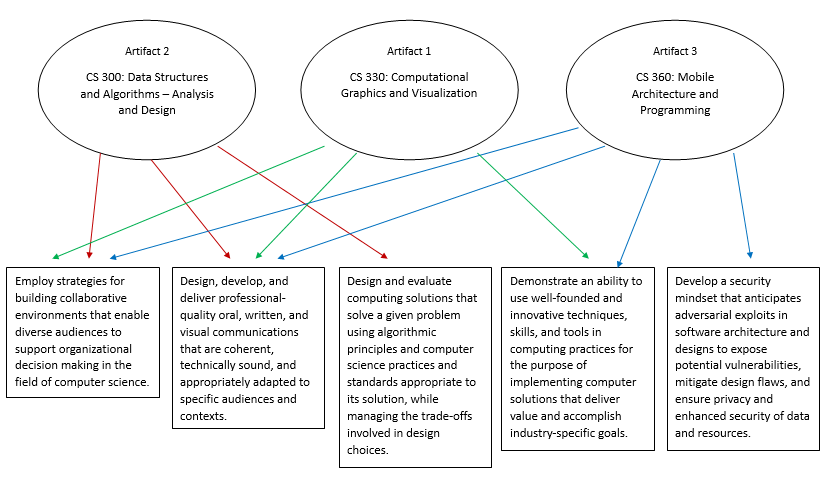 Artifact 2
CS 300: Data Structures
and Algorithms – Analysis
and Design
Artifact 1
CS 330: Computational
Graphics and Visualization
Artifact 3
CS 360: Mobile
Architecture and
Programming
Employ strategies for
building collaborative
environments that enable
diverse audiences to
support organizational
decision making in the
field of computer science.
Design, develop, and
deliver professional-
quality oral, written, and
visual communications
that are coherent,
technically sound, and
appropriately adapted to
specific audiences and
contexts.
Design and evaluate
computing solutions that
solve a given problem
using algorithmic
principles and computer
science practices and
standards appropriate to
its solution, while
managing the trade-offs
involved in design
choices.
Demonstrate an ability to
use well-founded and
innovative techniques,
skills, and tools in
computing practices for
the purpose of
implementing computer
solutions that deliver
value and accomplish
industry-specific goals.
Develop a security
mindset that anticipates
adversarial exploits in
software architecture and
designs to expose
potential vulnerabilities,
mitigate design flaws, and
ensure privacy and
enhanced security of data
and resources.